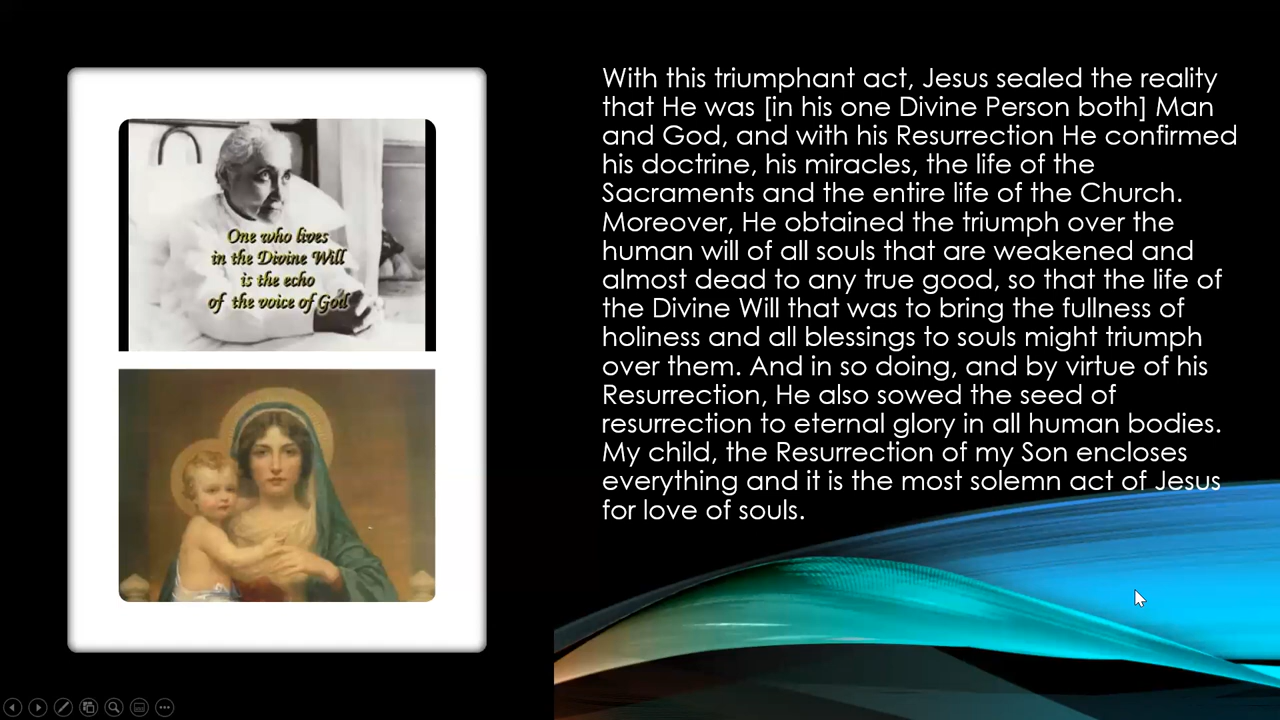 One who lives
in the Divine Will
is the echo
of the voice of God
With this triumphant act, Jesus sealed the reality
that He was [in his one Divine Person both] Man
and God, and with his Resurrection He confirmed
his doctrine, his miracles, the life of the
Sacraments and the entire life of the Church.
Moreover, He obtained the triumph over the
human will of all souls that are weakened and
almost dead to any true good, so that the life of
the Divine Will that was to bring the fullness of
holiness and all blessings to souls might triumph
over them. And in so doing, and by virtue of his
Resurrection, He also sowed the seed of
resurrection to eternal glory in all human bodies.
My child, the Resurrection of my Son encloses
everything and it is the most solemn act of Jesus
for love of souls.